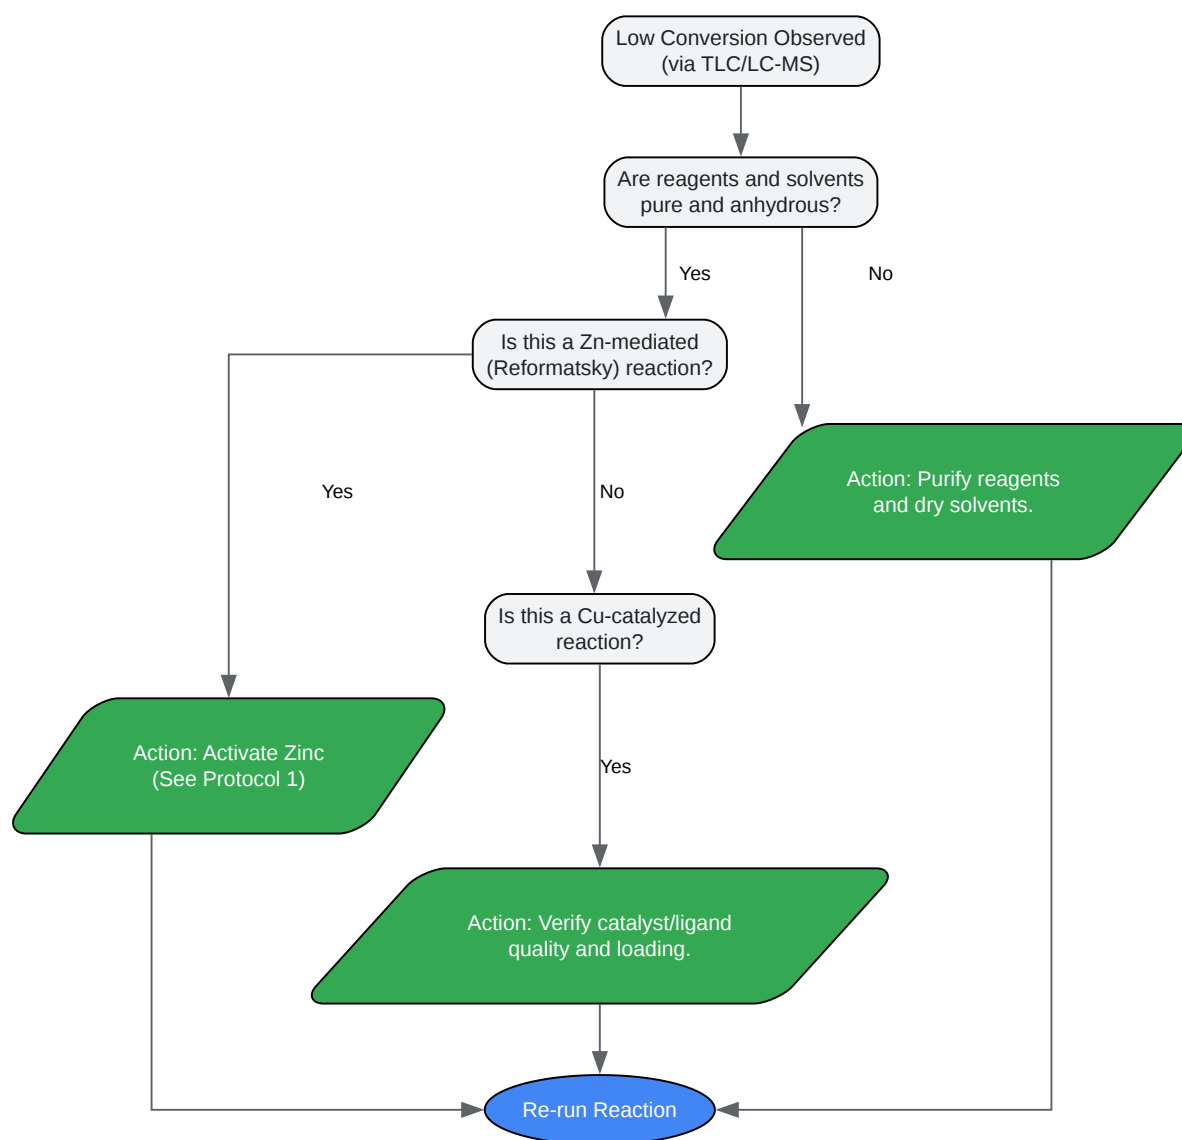 Low Conversion Observed
(via TLC/LC-MS)
Are reagents and solvents
pure and anhydrous?
Yes
No
Is this a Zn-mediated
(Reformatsky) reaction?
Yes
No
Action: Purify reagents
and dry solvents.
Is this a Cu-catalyzed
reaction?
Yes
Action: Activate Zinc
(See Protocol 1)
Action: Verify catalyst/ligand
quality and loading.
Re-run Reaction